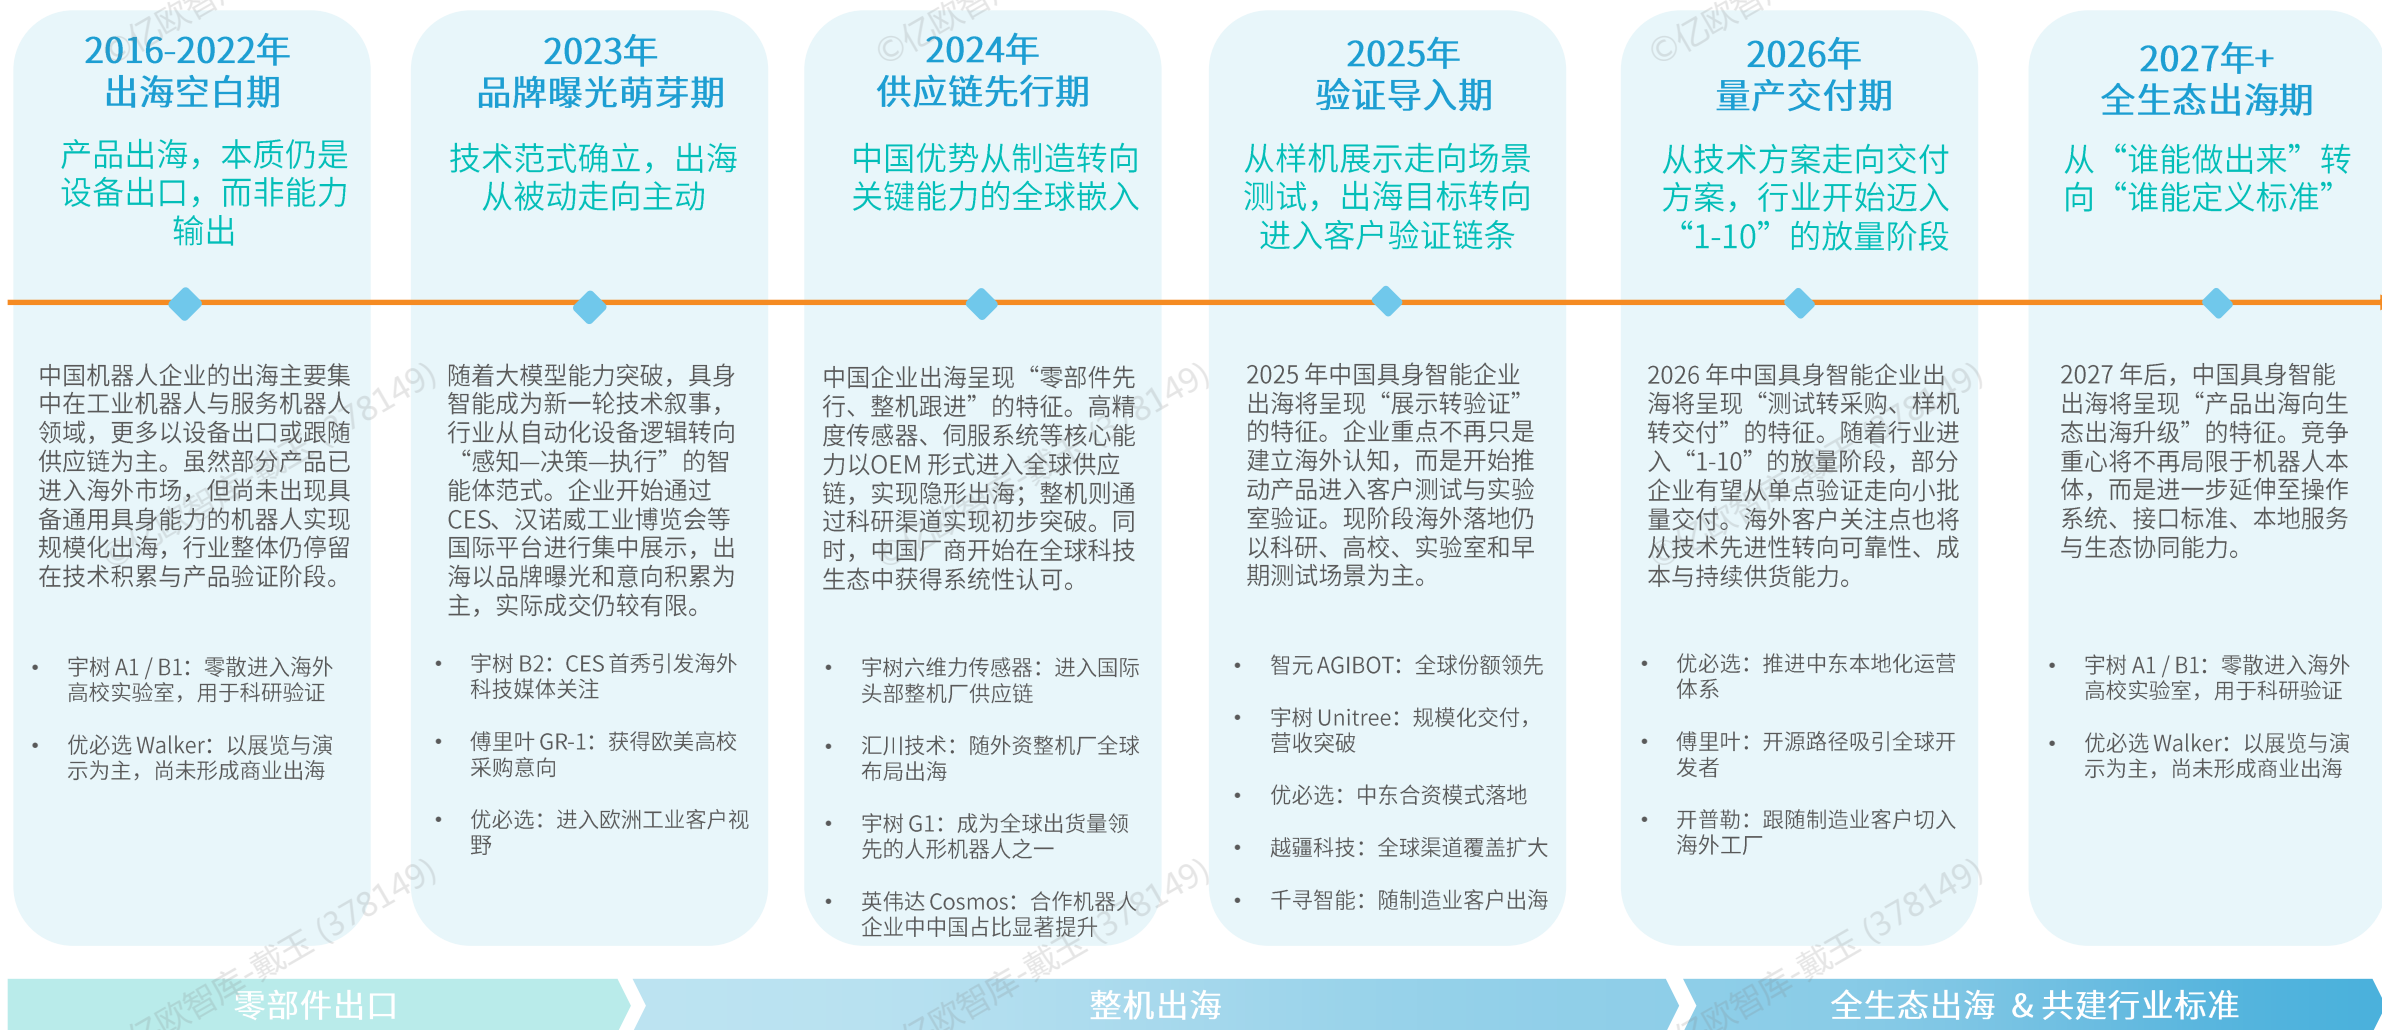 2016-2022年
出海空白期
产品出海，本质仍是
设备出口，而非能力
输出
中国机器人企业的出海主要集
中在工业机器人与服务机器人
领域，更多以设备出口或跟随
供应链为主。虽然部分产品已
进入海外市场，但尚未出现具
备通用具身能力的机器人实现
规模化出海，行业整体仍停留
在技术积累与产品验证阶段。
• 宇树 A1 / B1：零散进入海外
高校实验室，用于科研验证
• 优必选 Walker：以展览与演
示为主，尚未形成商业出海
2023年
品牌曝光萌芽期
技术范式确立，出海
从被动走向主动
随着大模型能力突破，具身
智能成为新一轮技术叙事，
行业从自动化设备逻辑转向
“感知—决策—执行”的智
能体范式。企业开始通过
CES、汉诺威工业博览会等
国际平台进行集中展示，出
海以品牌曝光和意向积累为
主，实际成交仍较有限。
• 宇树 B2：CES 首秀引发海外
科技媒体关注
• 傅里叶 GR-1：获得欧美高校
采购意向
• 优必选：进入欧洲工业客户视
野
2024年
供应链先行期
中国优势从制造转向
关键能力的全球嵌入
中国企业出海呈现“零部件先
行、整机跟进”的特征。高精
度传感器、伺服系统等核心能
力以OEM 形式进入全球供应
链，实现隐形出海；整机则通
过科研渠道实现初步突破。同
时，中国厂商开始在全球科技
生态中获得系统性认可。
• 宇树六维力传感器：进入国际
头部整机厂供应链
• 汇川技术：随外资整机厂全球
布局出海
• 宇树 G1：成为全球出货量领
先的人形机器人之一
• 英伟达 Cosmos：合作机器人
企业中中国占比显著提升
2025年
验证导入期
从样机展示走向场景
测试，出海目标转向
进入客户验证链条
2025 年中国具身智能企业
出海将呈现“展示转验证”
的特征。企业重点不再只是
建立海外认知，而是开始推
动产品进入客户测试与实验
室验证。现阶段海外落地仍
以科研、高校、实验室和早
期测试场景为主。
• 智元 AGIBOT：全球份额领先
• 宇树 Unitree：规模化交付，
营收突破
• 优必选：中东合资模式落地
• 越疆科技：全球渠道覆盖扩大
• 千寻智能：随制造业客户出海
2026年
量产交付期
从技术方案走向交付
方案，行业开始迈入
“1-10”的放量阶段
2026 年中国具身智能企业出
海将呈现“测试转采购、样机
转交付”的特征。随着行业进
入“1-10”的放量阶段，部分
企业有望从单点验证走向小批
量交付。海外客户关注点也将
从技术先进性转向可靠性、成
本与持续供货能力。
• 优必选：推进中东本地化运营
体系
• 傅里叶：开源路径吸引全球开
发者
• 开普勒：跟随制造业客户切入
海外工厂
2027年+
全生态出海期
从“谁能做出来”转
向“谁能定义标准”
2027 年后，中国具身智能
出海将呈现“产品出海向生
态出海升级”的特征。竞争
重心将不再局限于机器人本
体，而是进一步延伸至操作
系统、接口标准、本地服务
与生态协同能力。
• 宇树 A1 / B1：零散进入海外
高校实验室，用于科研验证
• 优必选 Walker：以展览与演
示为主，尚未形成商业出海
零部件出口
整机出海
全生态出海 & 共建行业标准
©亿欧智库-戴玉 (378149)
©亿欧智库-戴玉 (378149)
©亿欧智库-戴玉 (378149)